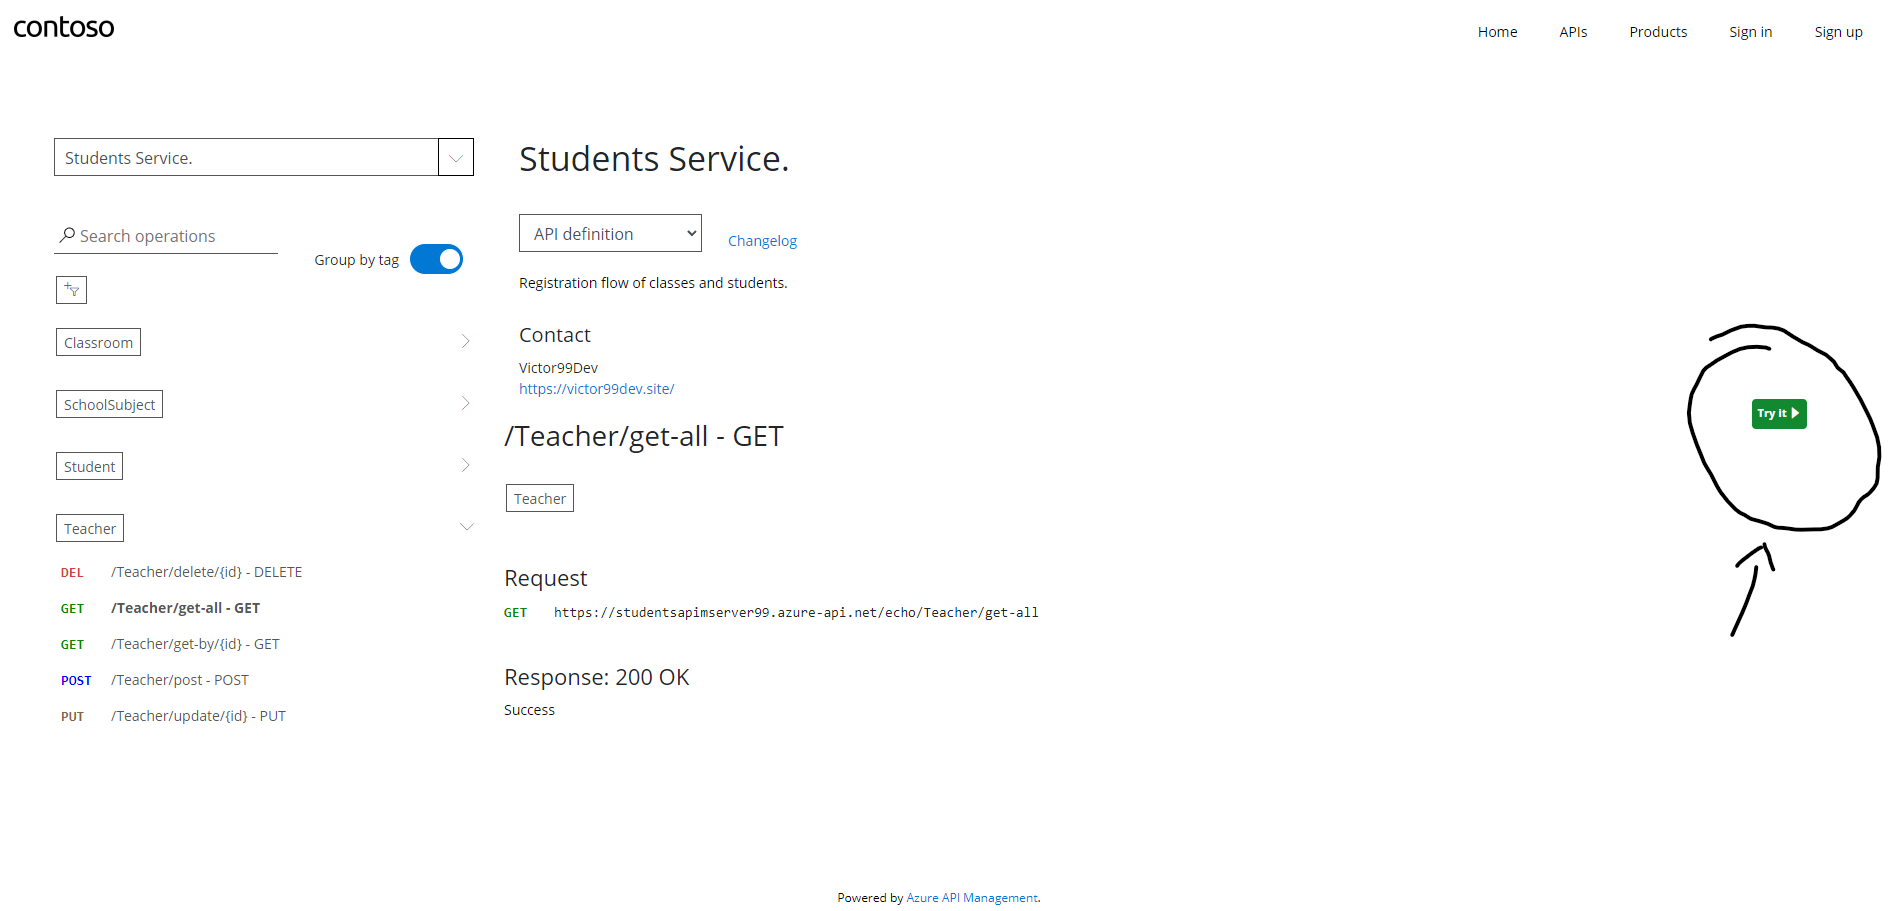 contoso
Home APIs Products Sign in Sign up
Students Service.
Search operations
Group by tag
Classroom
SchoolSubject
Student
Teacher
DEL /Teacher/delete/{id} - DELETE
GET /Teacher/get-all - GET
GET /Teacher/get-by/{id} - GET
POST /Teacher/post - POST
PUT /Teacher/update/{id} - PUT
Students Service.
API definition Changelog
Registration flow of classes and students.
Contact
Victor99Dev
https://victor99dev.site/
Try it
/Teacher/get-all - GET
Teacher
Request
GET https://studentsapimserver99.azure-api.net/echo/Teacher/get-all
Response: 200 OK
Success
Powered by Azure API Management.